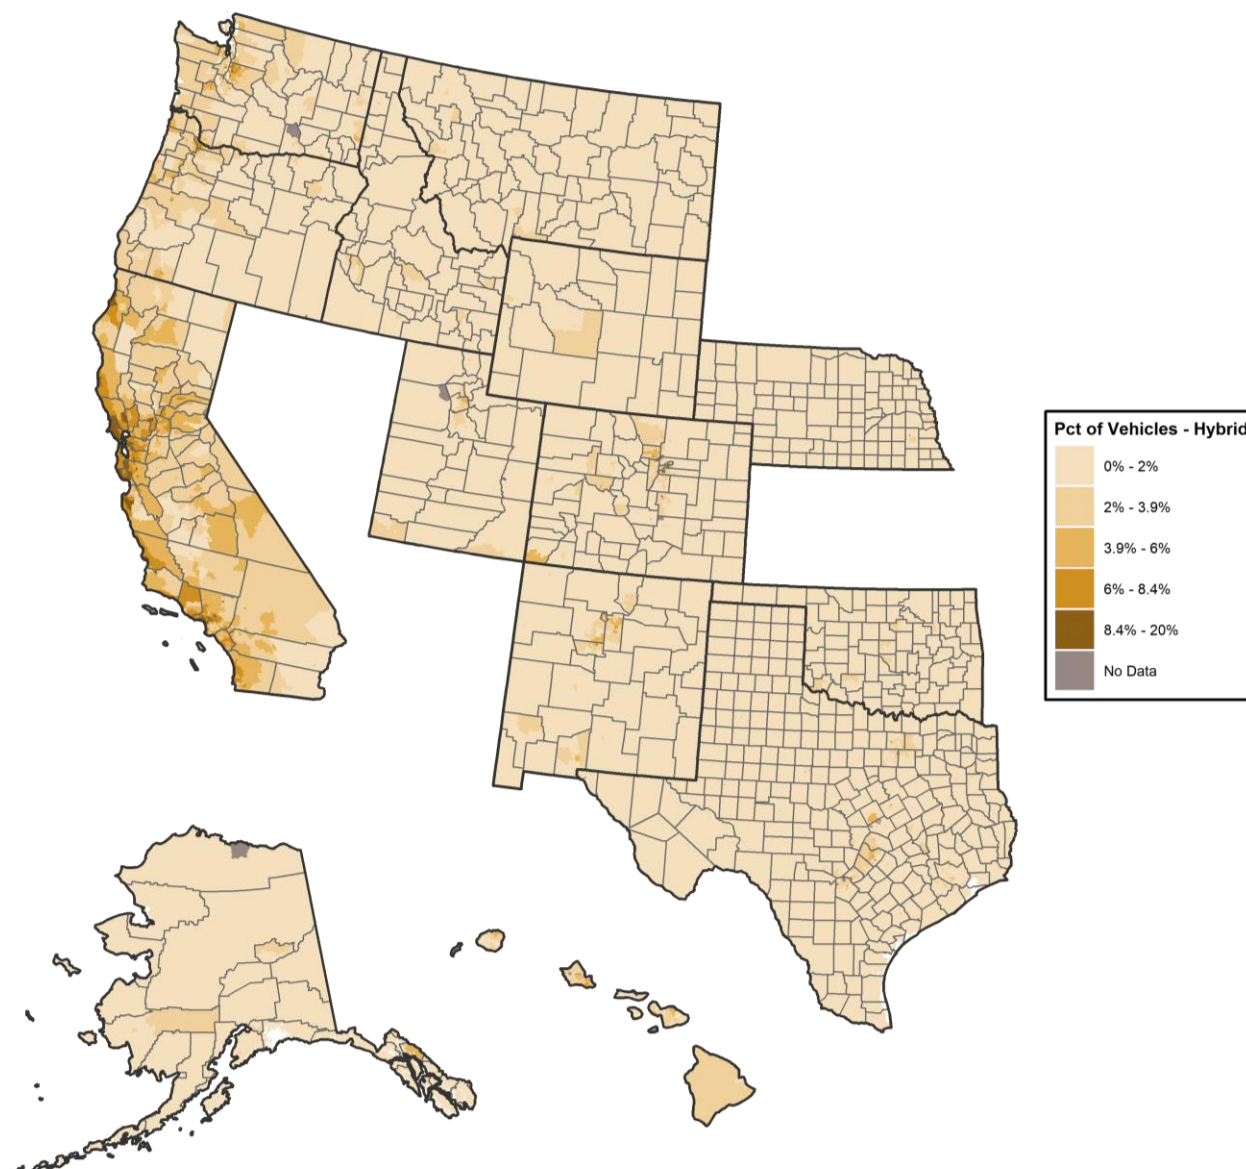 Pct of Vehicles - Hybrid
0% - 2%
2% - 3.9%
3.9% - 6%
6% - 8.4%
8.4% - 20%
No Data